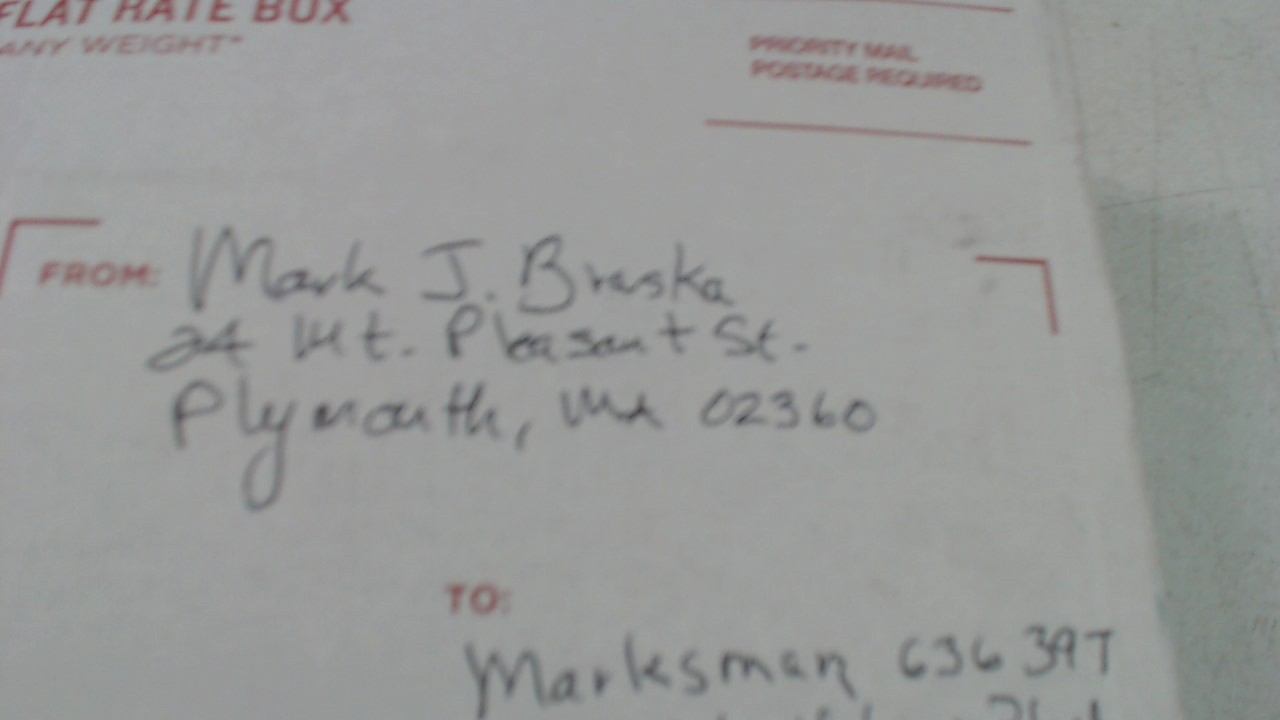 FLAT RATE BOX
ANY WEIGHT*
PRIORITY MAIL
POSTAGE REQUIRED
FROM: Mark J. Braska
24 Mt. Pleasant St.
Plymouth, MA 02360
TO:
Marksman 636 39T